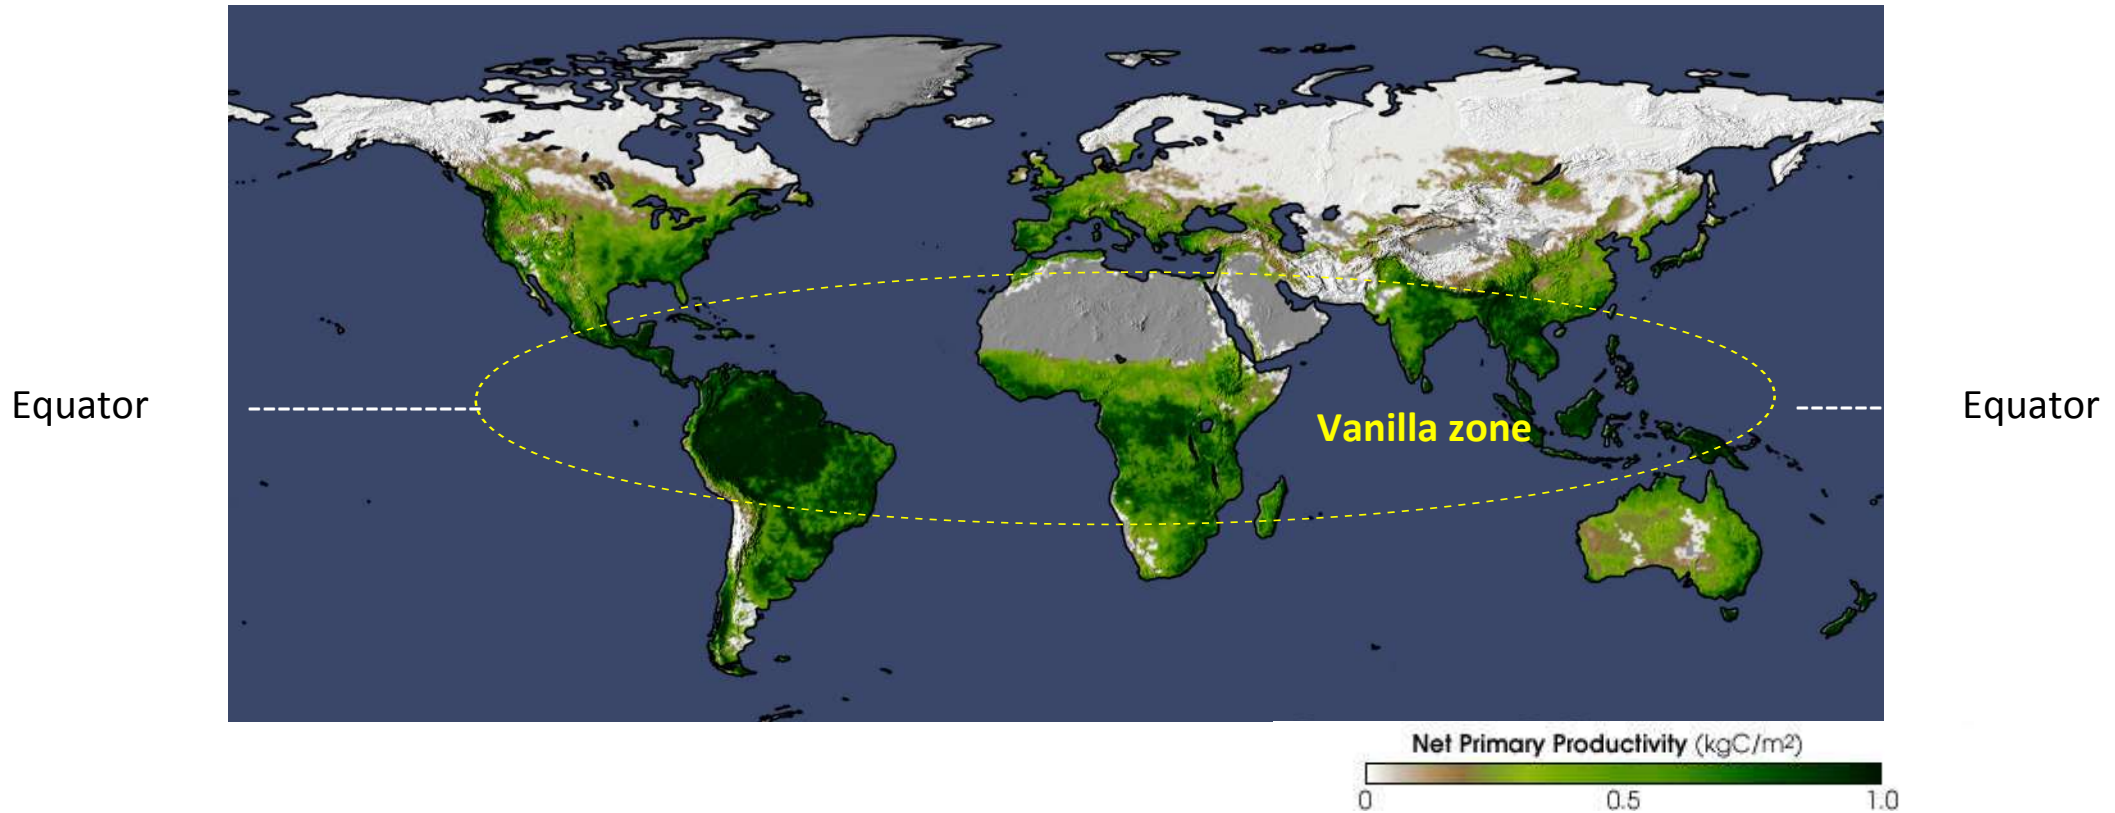 Equator
Equator
Vanilla zone
Net Primary Productivity (kgC/m2)
0 0.5 1.0